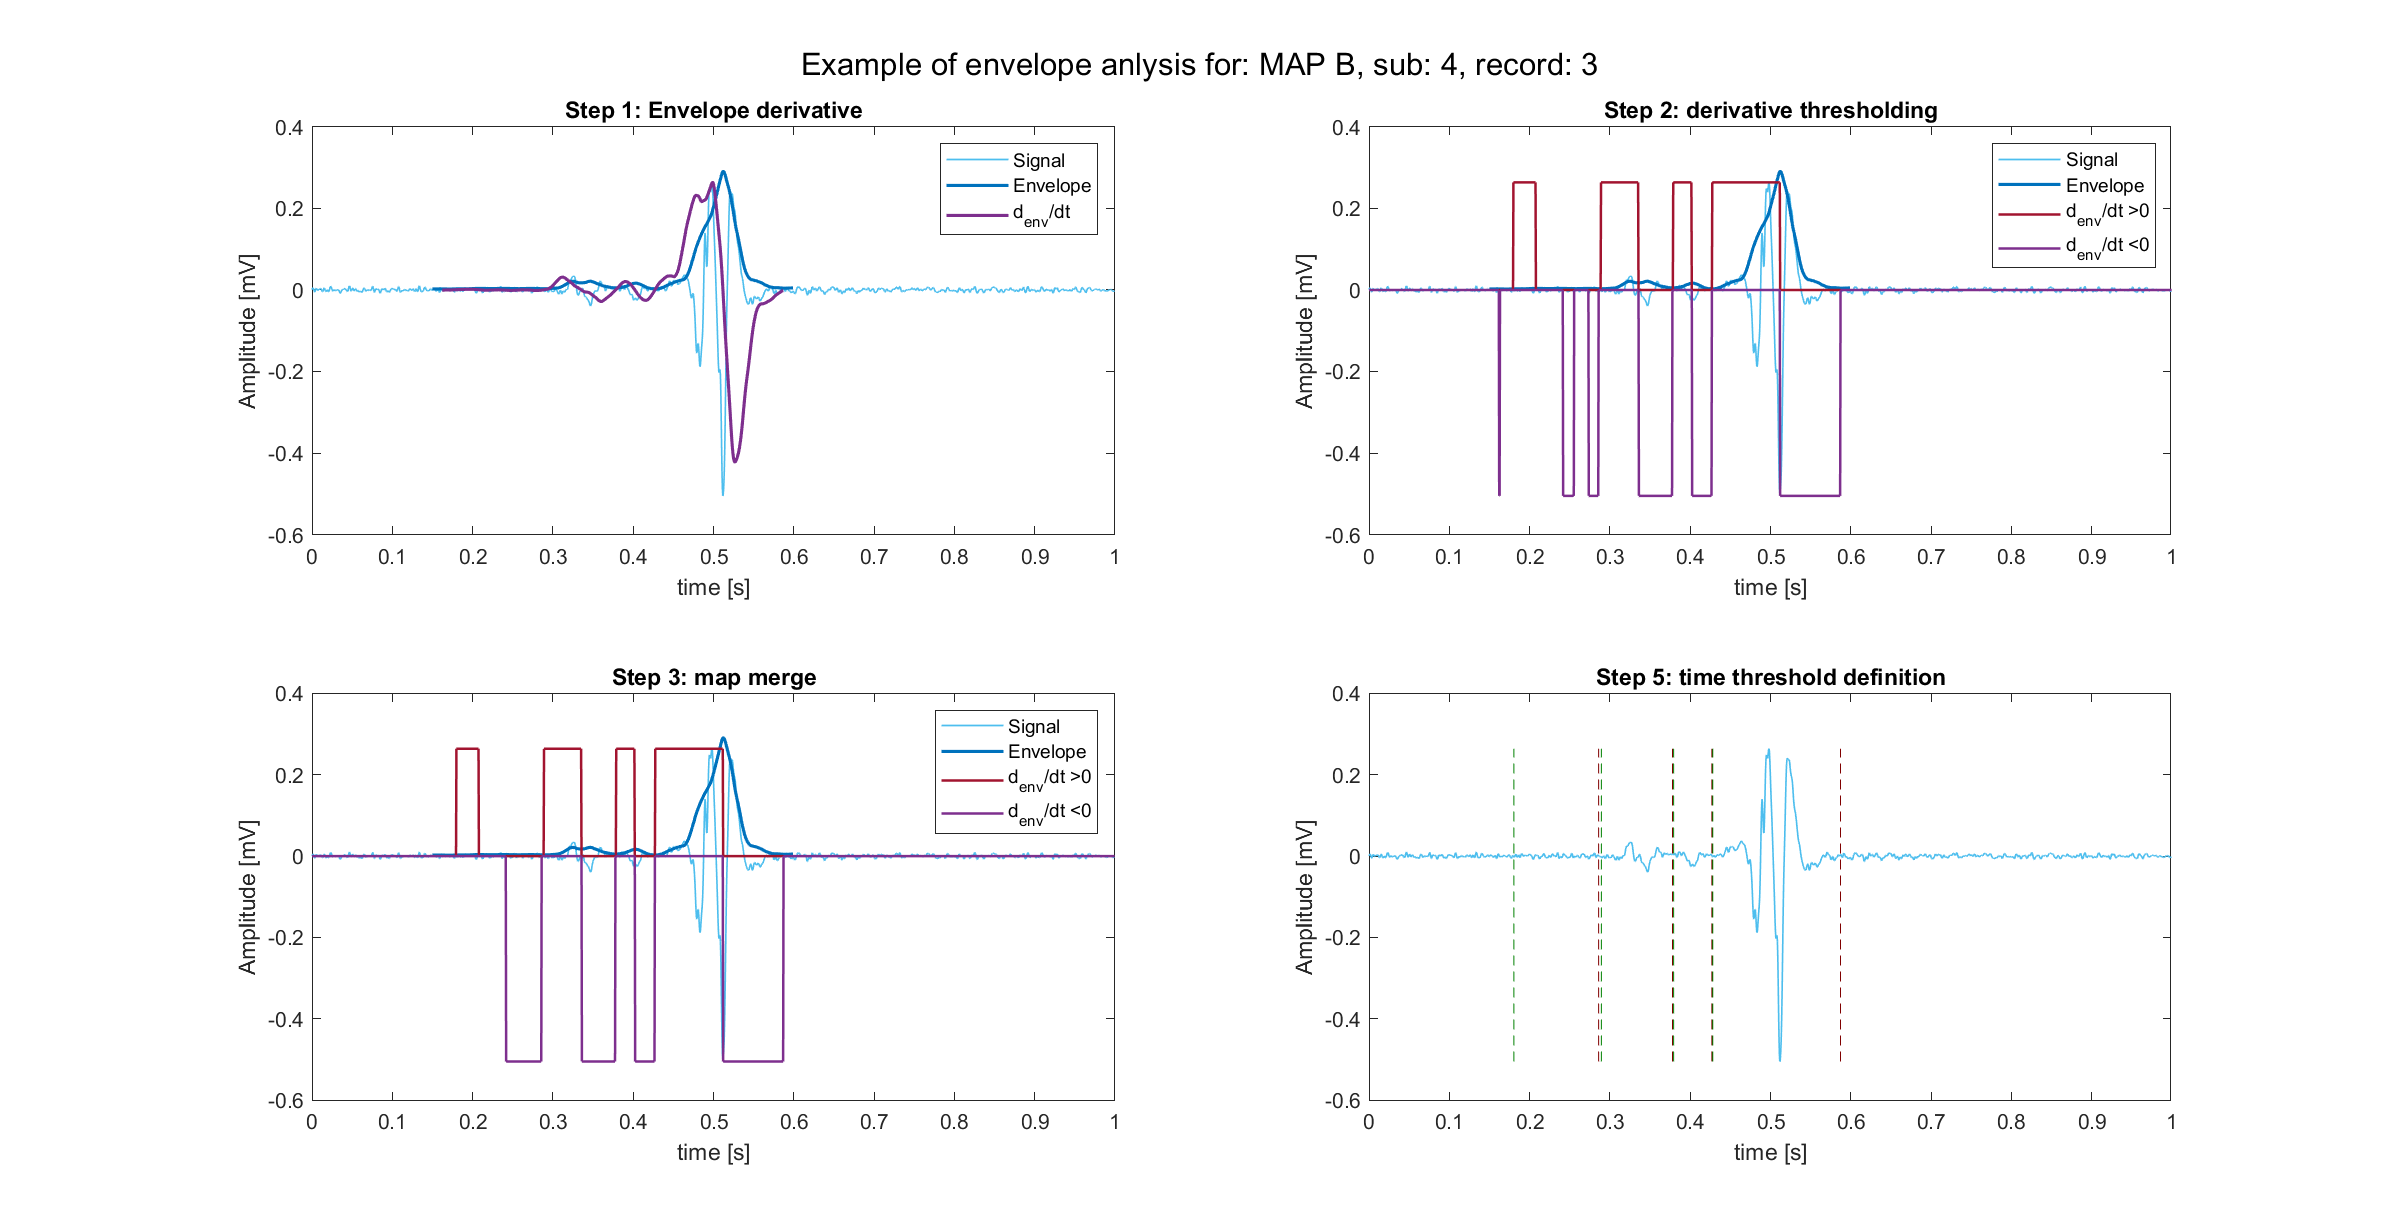 Example of envelope anlysis for: MAP B, sub: 4, record: 3
Step 1: Envelope derivative
0.4
0.2
0
-0.2
-0.4
-0.6
Amplitude [mV]
0 0.1 0.2 0.3 0.4 0.5 0.6 0.7 0.8 0.9 1
time [s]
Signal
Envelope
d_env/dt
Step 2: derivative thresholding
0.4
0.2
0
-0.2
-0.4
-0.6
Amplitude [mV]
0 0.1 0.2 0.3 0.4 0.5 0.6 0.7 0.8 0.9 1
time [s]
Signal
Envelope
d_env/dt >0
d_env/dt <0
Step 3: map merge
0.4
0.2
0
-0.2
-0.4
-0.6
Amplitude [mV]
0 0.1 0.2 0.3 0.4 0.5 0.6 0.7 0.8 0.9 1
time [s]
Signal
Envelope
d_env/dt >0
d_env/dt <0
Step 5: time threshold definition
0.4
0.2
0
-0.2
-0.4
-0.6
Amplitude [mV]
0 0.1 0.2 0.3 0.4 0.5 0.6 0.7 0.8 0.9 1
time [s]